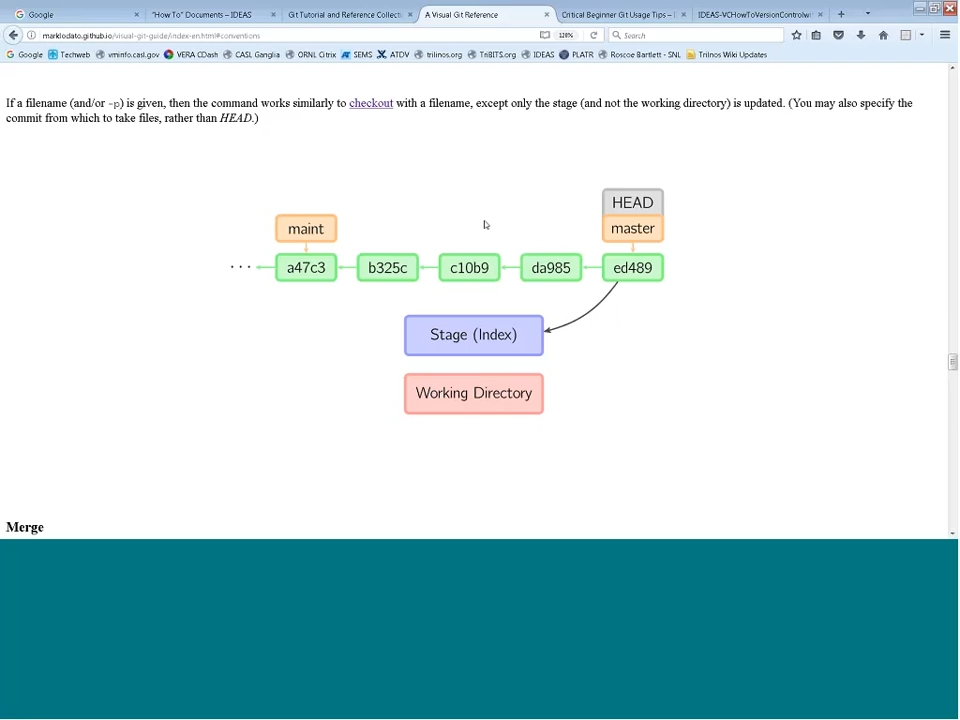 Google
"How To" Documents – IDEAS
Git Tutorial and Reference Collecti
A Visual Git Reference
Critical Beginner Git Usage Tips – I
IDEAS-VCHowToVersionControlwi
marklodato.github.io/visual-git-guide/index-en.html#conventions
120%
Search
Google
Techweb
vminfo.casl.gov
VERA CDash
CASL Ganglia
ORNL Citrix
SEMS
ATDV
trilinos.org
TriBITS.org
IDEAS
PLATR
Roscoe Bartlett - SNL
Trilinos Wiki Updates
If a filename (and/or -p) is given, then the command works similarly to checkout with a filename, except only the stage (and not the working directory) is updated. (You may also specify the
commit from which to take files, rather than HEAD.)
HEAD
maint
master
...
a47c3
b325c
c10b9
da985
ed489
Stage (Index)
Working Directory
Merge